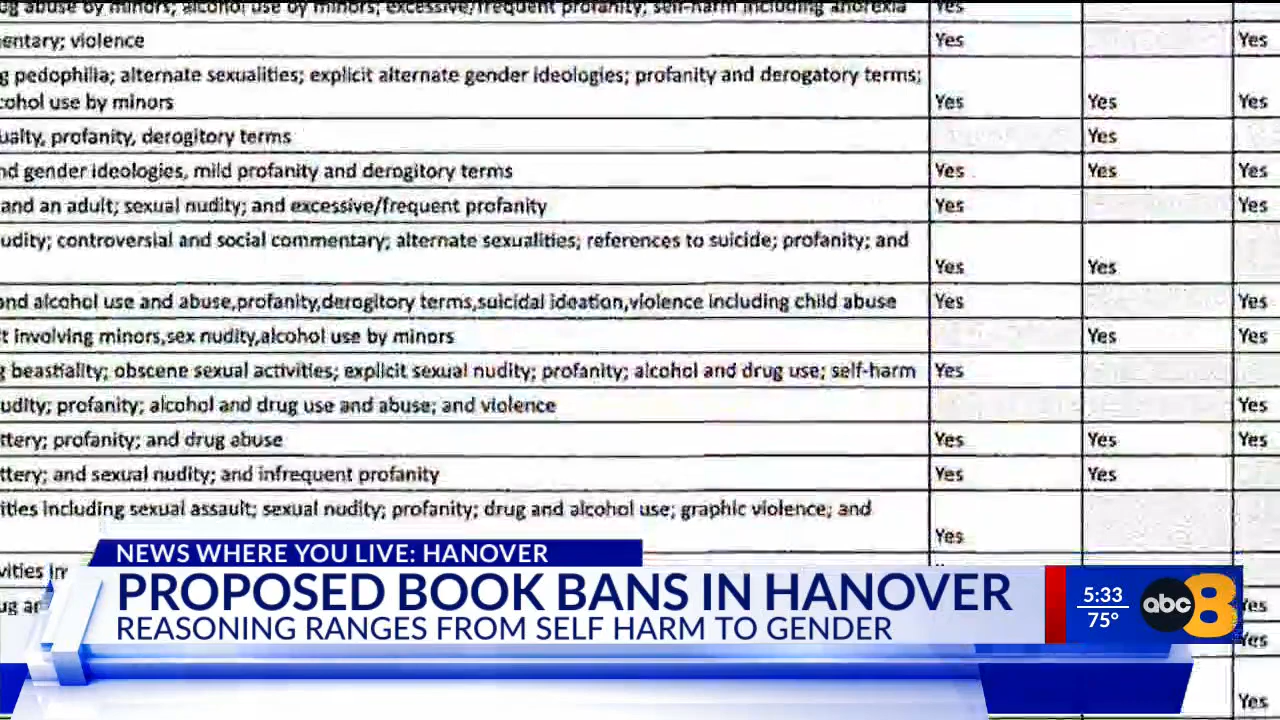 ug abuse by minors; alcohol use by minors; excessive/frequent profanity; self-harm including anorexia Yes
entary; violence Yes Yes
g pedophilia; alternate sexualities; explicit alternate gender ideologies; profanity and derogatory terms;
cohol use by minors Yes Yes Yes
ualty, profanity, derogitory terms Yes
nd gender ideologies, mild profanity and derogitory terms Yes Yes Yes
and an adult; sexual nudity; and excessive/frequent profanity Yes Yes
udity; controversial and social commentary; alternate sexualities; references to suicide; profanity; and
Yes Yes
and alcohol use and abuse,profanity,derogitory terms,suicidal ideation,violence including child abuse Yes Yes
t involving minors,sex nudity,alcohol use by minors Yes Yes
g beastiality; obscene sexual activities; explicit sexual nudity; profanity; alcohol and drug use; self-harm Yes
udity; profanity; alcohol and drug use and abuse; and violence Yes
ttery; profanity; and drug abuse Yes Yes Yes
ttery; and sexual nudity; and infrequent profanity Yes Yes
ities including sexual assault; sexual nudity; profanity; drug and alcohol use; graphic violence; and
Yes
NEWS WHERE YOU LIVE: HANOVER
vities in
PROPOSED BOOK BANS IN HANOVER
REASONING RANGES FROM SELF HARM TO GENDER
5:33
75°
abc 8
ug ar
Yes
Yes
Yes